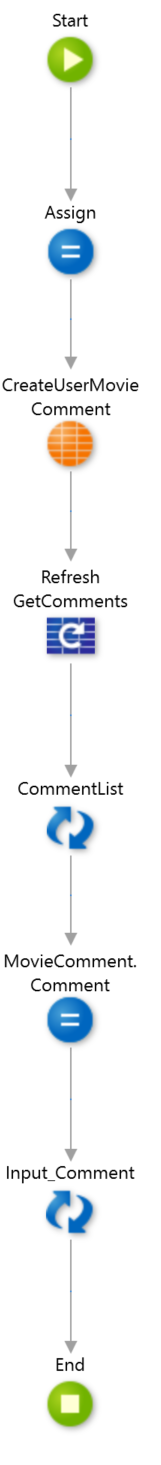 Start
Assign
CreateUserMovie
Comment
Refresh
GetComments
CommentList
MovieComment.
Comment
Input_Comment
End